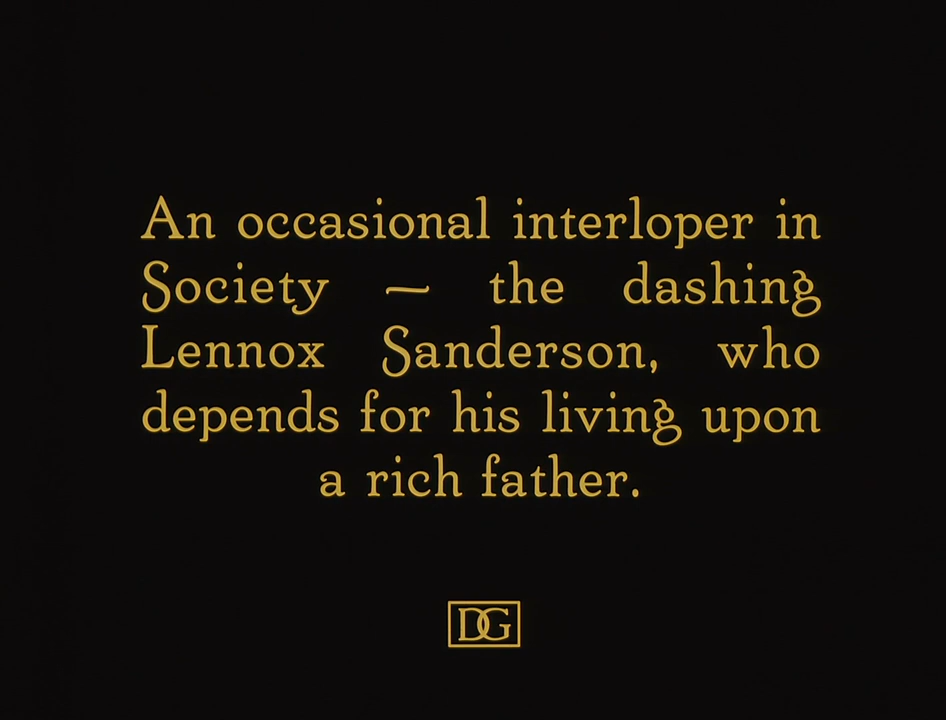 An occasional interloper in
Society — the dashing
Lennox Sanderson, who
depends for his living upon
a rich father.
DG